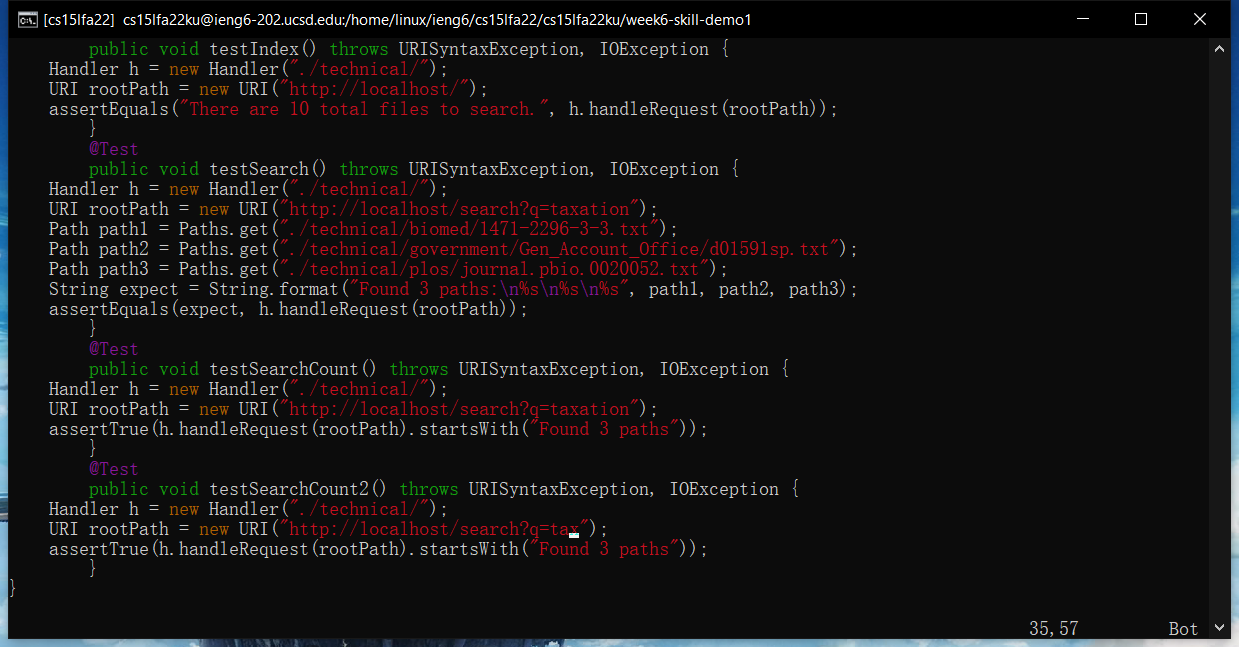 [cs15lfa22] cs15lfa22ku@ieng6-202.ucsd.edu:/home/linux/ieng6/cs15lfa22/cs15lfa22ku/week6-skill-demo1
public void testIndex() throws URISyntaxException, IOException {
Handler h = new Handler("./technical/");
URI rootPath = new URI("http://localhost/");
assertEquals("There are 10 total files to search.", h.handleRequest(rootPath));
}
@Test
public void testSearch() throws URISyntaxException, IOException {
Handler h = new Handler("./technical/");
URI rootPath = new URI("http://localhost/search?q=taxation");
Path path1 = Paths.get("./technical/biomed/1471-2296-3-3.txt");
Path path2 = Paths.get("./technical/government/Gen_Account_Office/d01591sp.txt");
Path path3 = Paths.get("./technical/plos/journal.pbio.0020052.txt");
String expect = String.format("Found 3 paths:\n%s\n%s\n%s", path1, path2, path3);
assertEquals(expect, h.handleRequest(rootPath));
}
@Test
public void testSearchCount() throws URISyntaxException, IOException {
Handler h = new Handler("./technical/");
URI rootPath = new URI("http://localhost/search?q=taxation");
assertTrue(h.handleRequest(rootPath).startsWith("Found 3 paths"));
}
@Test
public void testSearchCount2() throws URISyntaxException, IOException {
Handler h = new Handler("./technical/");
URI rootPath = new URI("http://localhost/search?q=tax");
assertTrue(h.handleRequest(rootPath).startsWith("Found 3 paths"));
}
}
35,57 Bot